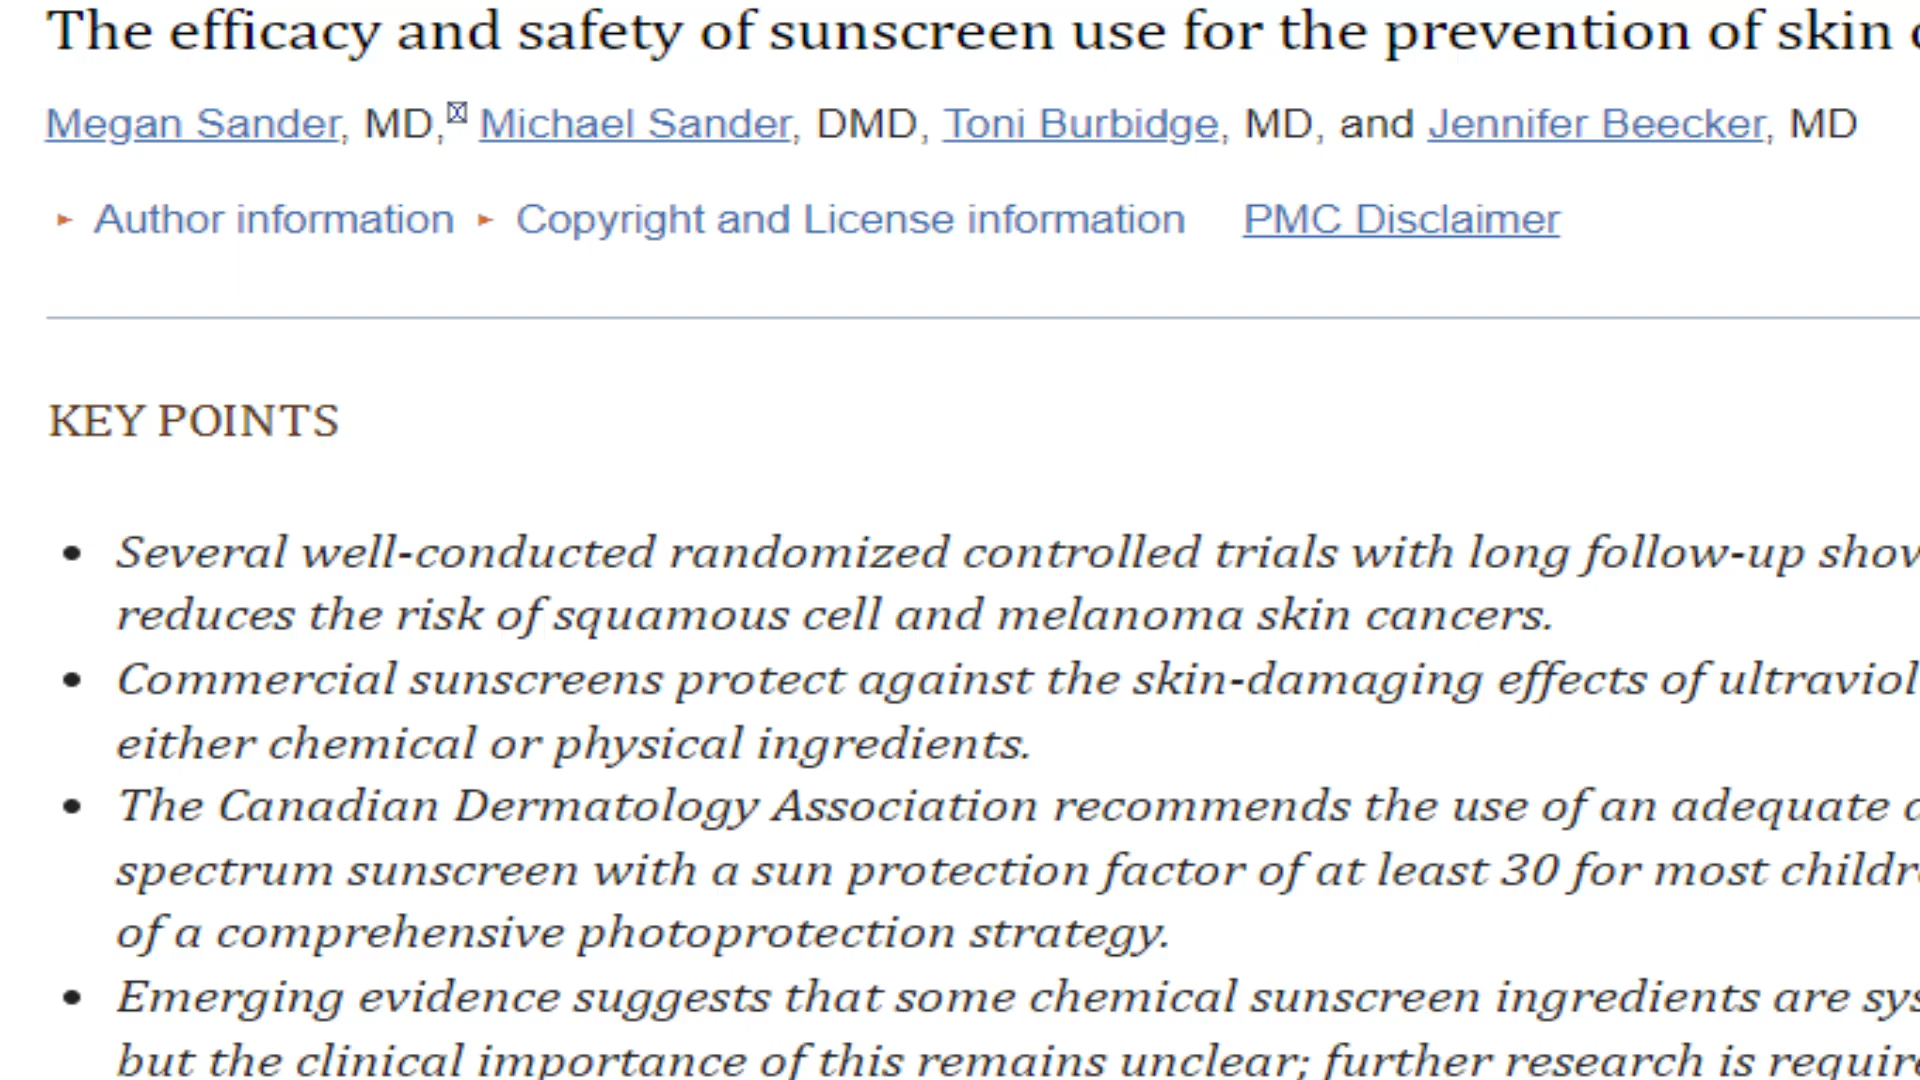 The efficacy and safety of sunscreen use for the prevention of skin
Megan Sander, MD, Michael Sander, DMD, Toni Burbidge, MD, and Jennifer Beecker, MD
Author information Copyright and License information PMC Disclaimer
KEY POINTS
Several well-conducted randomized controlled trials with long follow-up
reduces the risk of squamous cell and melanoma skin cancers.
Commercial sunscreens protect against the skin-damaging effects of
either chemical or physical ingredients.
The Canadian Dermatology Association recommends the use of an adequate
spectrum sunscreen with a sun protection factor of at least 30 for most
of a comprehensive photoprotection strategy.
Emerging evidence suggests that some chemical sunscreen ingredients are
but the clinical importance of this remains unclear; further research is